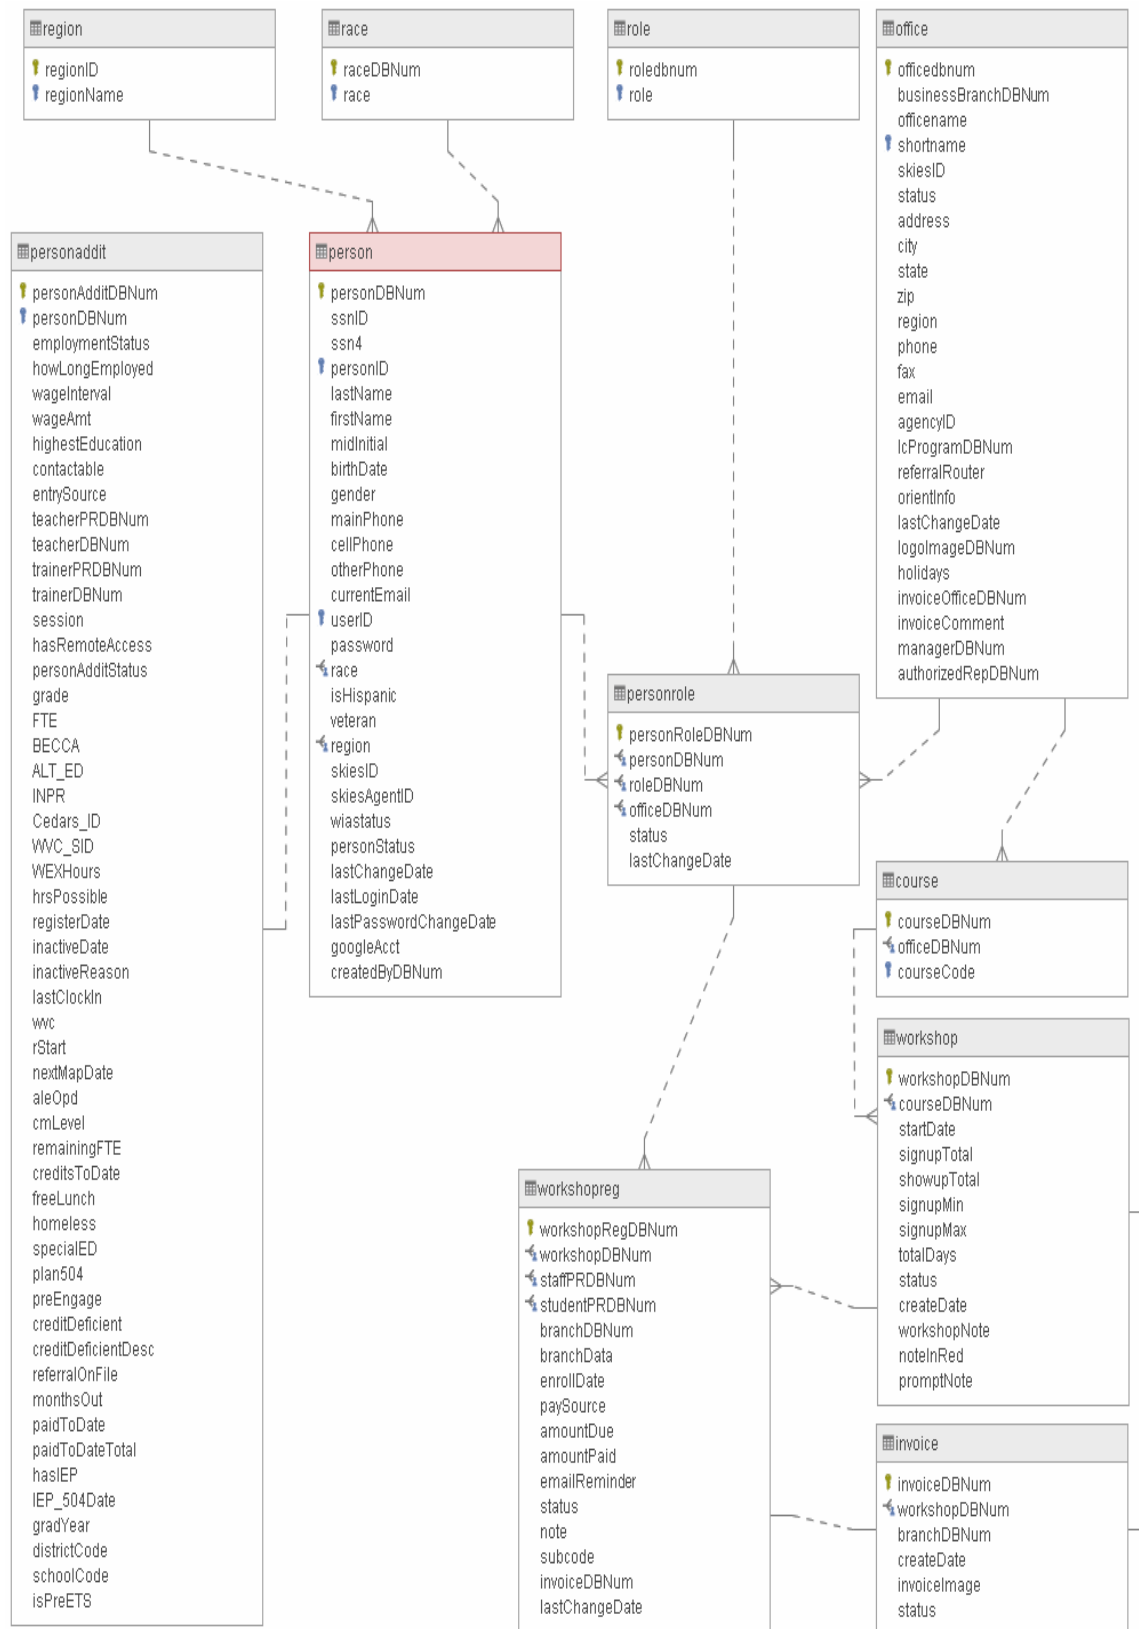 region
regionID
regionName
race
raceDBNum
race
role
roledbnum
role
office
officedbnum
businessBranchDBNum
officename
shortname
skiesID
status
address
city
state
zip
region
phone
fax
email
agencyID
lcProgramDBNum
referralRouter
orientInfo
lastChangeDate
logoImageDBNum
holidays
invoiceOfficeDBNum
invoiceComment
managerDBNum
authorizedRepDBNum
personaddit
personAdditDBNum
personDBNum
employmentStatus
howLongEmployed
wageInterval
wageAmt
highestEducation
contactable
entrySource
teacherPRDBNum
teacherDBNum
trainerPRDBNum
trainerDBNum
session
hasRemoteAccess
personAdditStatus
grade
FTE
BECCA
ALT_ED
INPR
Cedars_ID
WVC_SID
WEXHours
hrsPossible
registerDate
inactiveDate
inactiveReason
lastClockIn
wvc
rStart
nextMapDate
aleOpd
cmLevel
remainingFTE
creditsToDate
freeLunch
homeless
specialED
plan504
preEngage
creditDeficient
creditDeficientDesc
referralOnFile
monthsOut
paidToDate
paidToDateTotal
hasIEP
IEP_504Date
gradYear
districtCode
schoolCode
isPreETS
person
personDBNum
ssnID
ssn4
personID
lastName
firstName
midInitial
birthDate
gender
mainPhone
cellPhone
otherPhone
currentEmail
userID
password
race
isHispanic
veteran
region
skiesID
skiesAgentID
wiastatus
personStatus
lastChangeDate
lastLoginDate
lastPasswordChangeDate
googleAcct
createdByDBNum
personrole
personRoleDBNum
personDBNum
roleDBNum
officeDBNum
status
lastChangeDate
course
courseDBNum
officeDBNum
courseCode
workshop
workshopDBNum
courseDBNum
startDate
signupTotal
showupTotal
signupMin
signupMax
totalDays
status
createDate
workshopNote
noteInRed
promptNote
workshopreg
workshopRegDBNum
workshopDBNum
staffPRDBNum
studentPRDBNum
branchDBNum
branchData
enrollDate
paySource
amountDue
amountPaid
emailReminder
status
note
subcode
invoiceDBNum
lastChangeDate
invoice
invoiceDBNum
workshopDBNum
branchDBNum
createDate
invoiceImage
status